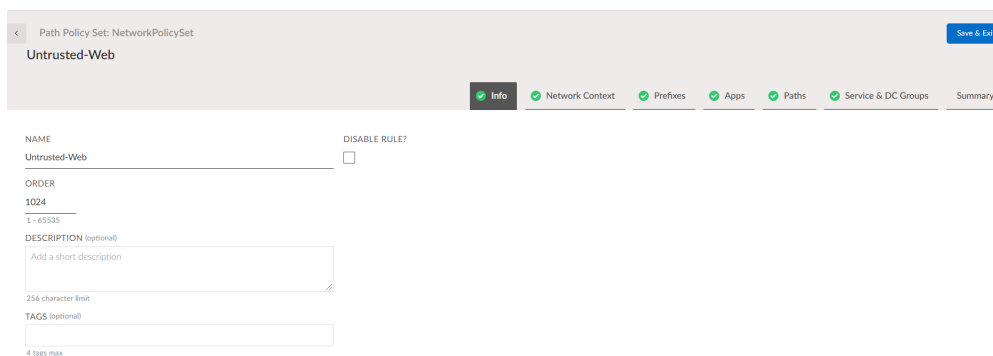 Path Policy Set: NetworkPolicySet
Untrusted-Web
Save & Exi
Info
Network Context
Prefixes
Apps
Paths
Service & DC Groups
Summary
NAME
DISABLE RULE?
Untrusted-Web
ORDER
1024
1 - 65535
DESCRIPTION (optional)
Add a short description
256 character limit
TAGS (optional)
4 tags max